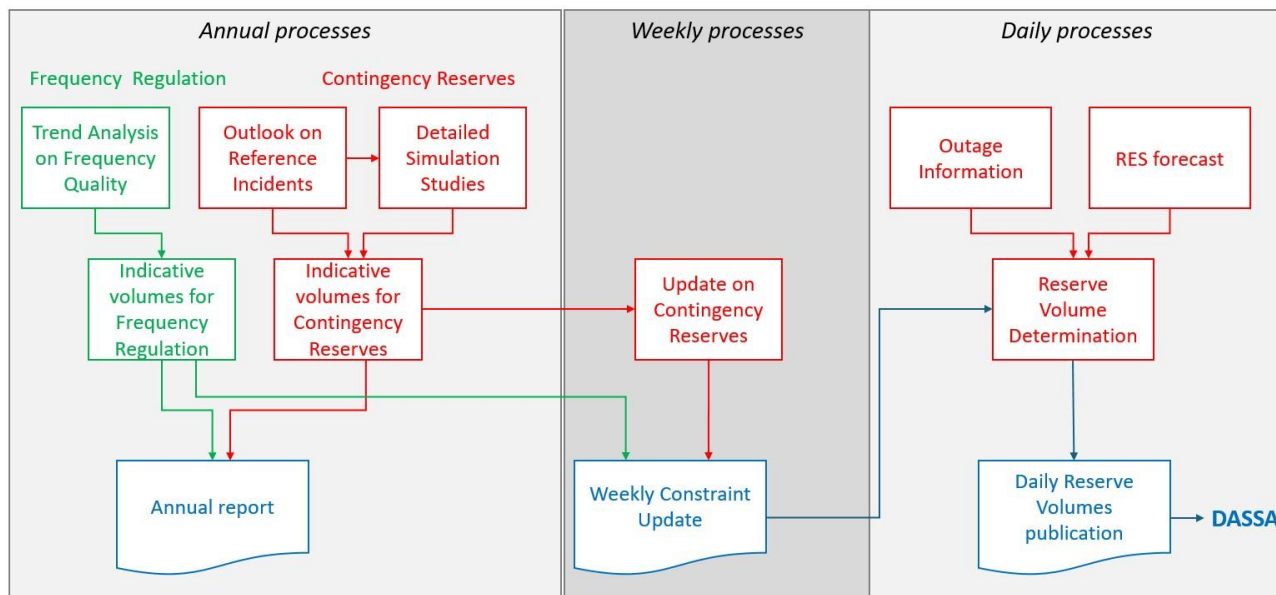 Annual processes
Weekly processes
Daily processes
Frequency Regulation
Contingency Reserves
Trend Analysis
on Frequency
Quality
Outlook on
Reference
Incidents
Detailed
Simulation
Studies
Outage
Information
RES forecast
Indicative
volumes for
Frequency
Regulation
Indicative
volumes for
Contingency
Reserves
Update on
Contingency
Reserves
Reserve
Volume
Determination
Annual report
Weekly Constraint
Update
Daily Reserve
Volumes
publication
DASSA